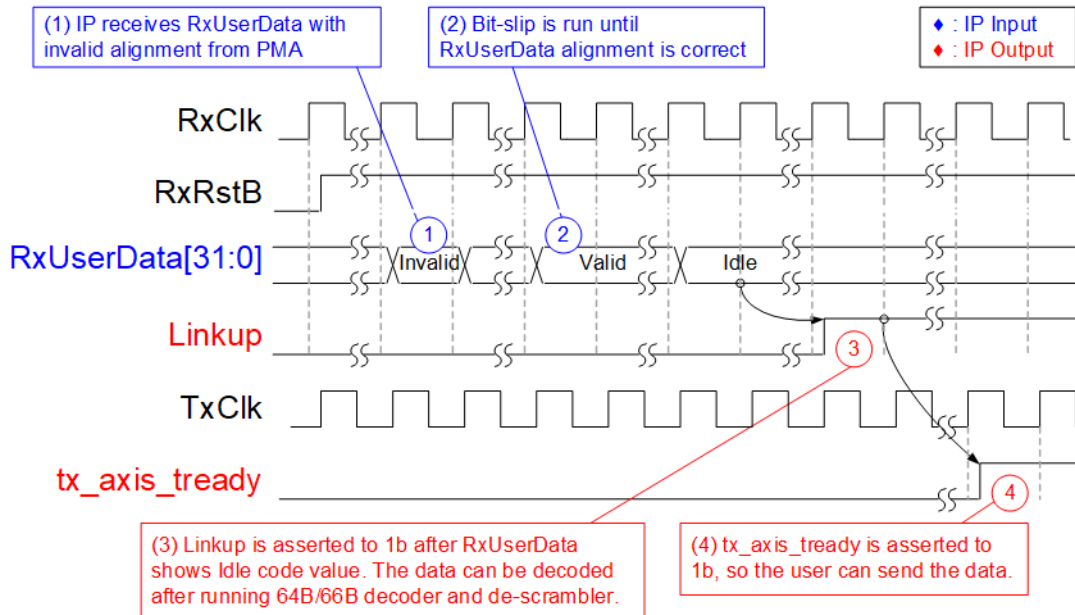 (1) IP receives RxUserData with
invalid alignment from PMA
(2) Bit-slip is run until
RxUserData alignment is correct
♦ : IP Input
♦ : IP Output
RxClk
RxRstB
RxUserData[31:0]
1
Invalid
2
Valid
Idle
Linkup
3
TxClk
tx_axis_tready
4
(3) Linkup is asserted to 1b after RxUserData
shows Idle code value. The data can be decoded
after running 64B/66B decoder and de-scrambler.
(4) tx_axis_tready is asserted to
1b, so the user can send the data.